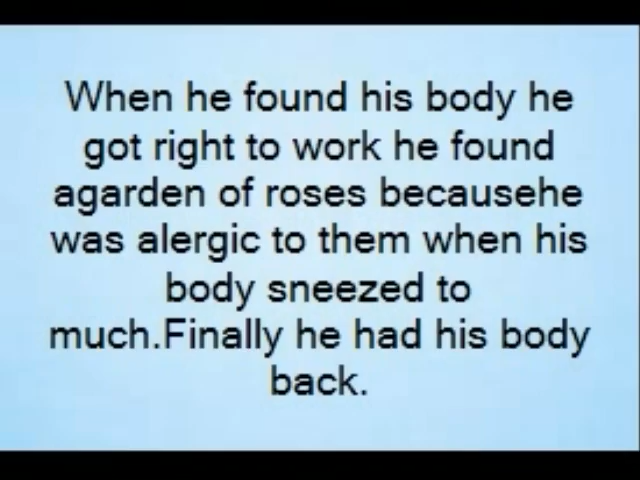 When he found his body he
got right to work he found
agarden of roses becausehe
was alergic to them when his
body sneezed to
much.Finally he had his body
back.